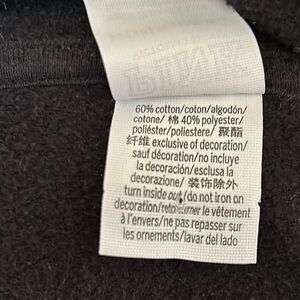 PINK
60% cotton/coton/algodón/
cotone/ 棉 40% polyester/
poliéster/poliestere/ 聚酯
纤维 exclusive of decoration/
sauf décoration/no incluye
la decoración/esclusa la
decorazione/ 装饰除外
turn inside out/do not iron on
decoration/retourner le vêtement
à l'envers/ne pas repasser sur
les ornements/lavar del lado